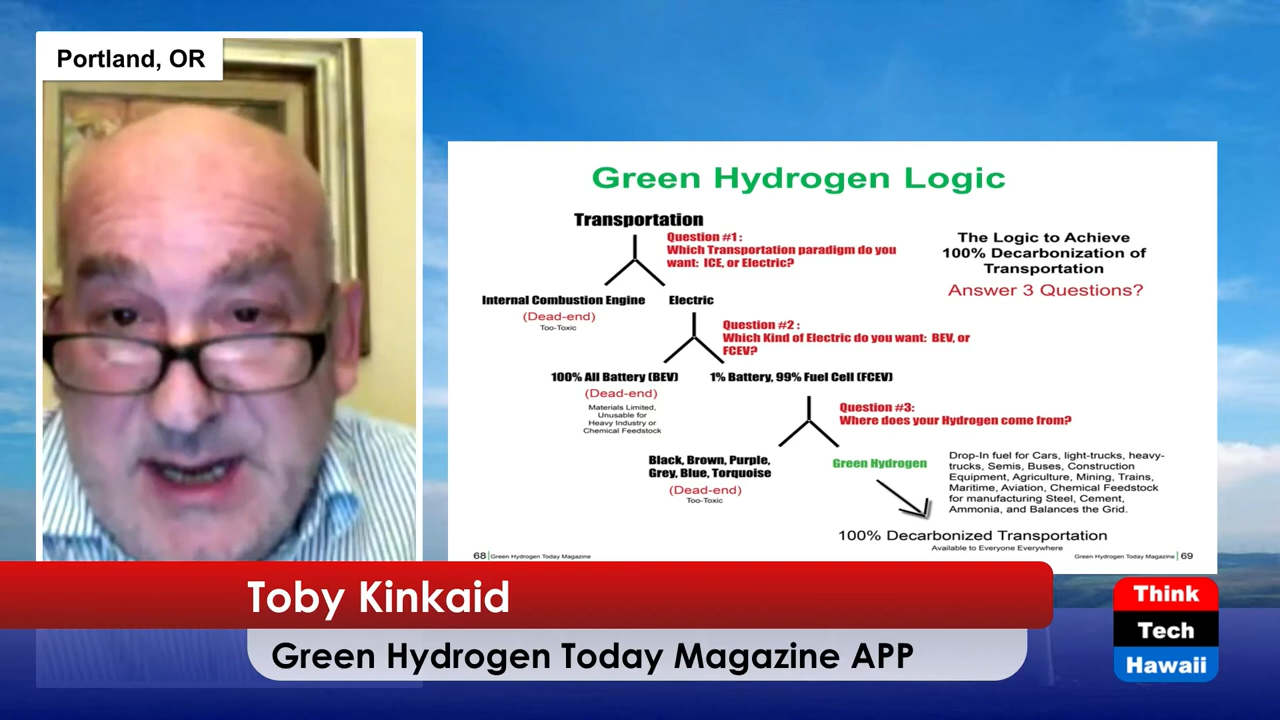 Portland, OR
Green Hydrogen Logic
Transportation
Question #1:
Which Transportation paradigm do you
want: ICE, or Electric?
The Logic to Achieve
100% Decarbonization of
Transportation
Answer 3 Questions?
Internal Combustion Engine
(Dead-end)
Too-Toxic
Electric
Question #2 :
Which Kind of Electric do you want: BEV, or
FCEV?
100% All Battery (BEV)
(Dead-end)
Materials Limited,
Unusable for
Heavy Industry or
Chemical Feedstock
1% Battery, 99% Fuel Cell (FCEV)
Question #3:
Where does your Hydrogen come from?
Black, Brown, Purple,
Grey, Blue, Torquoise
(Dead-end)
Too-Toxic
Green Hydrogen
Drop-In fuel for Cars, light-trucks, heavy-
trucks, Semis, Buses, Construction
Equipment, Agriculture, Mining, Trains,
Maritime, Aviation, Chemical Feedstock
for manufacturing Steel, Cement,
Ammonia, and Balances the Grid.
100% Decarbonized Transportation
Available to Everyone Everywhere
68 | Green Hydrogen Today Magazine
Green Hydrogen Today Magazine | 69
Toby Kinkaid
Green Hydrogen Today Magazine APP
Think
Tech
Hawaii